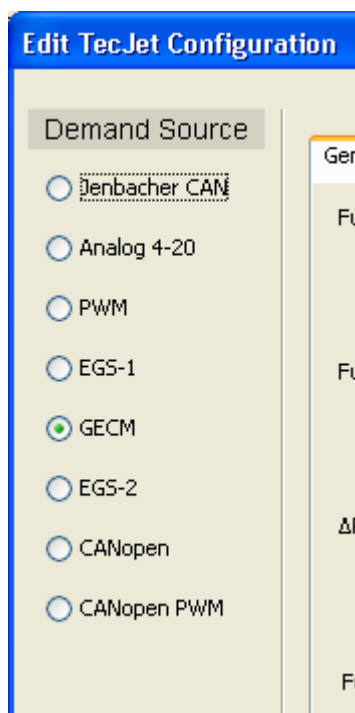 Edit TecJet Configuration
Demand Source
Jenbacher CAN
Analog 4-20
PWM
EGS-1
GECM
EGS-2
CANopen
CANopen PWM